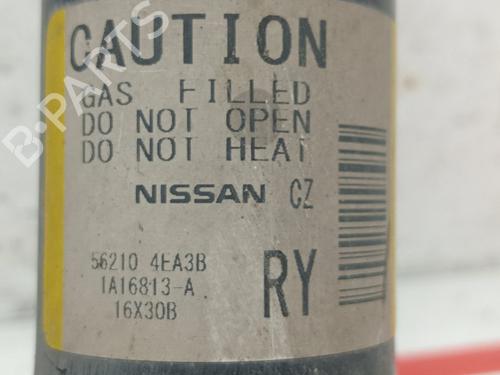 CAUTION
GAS FILLED
DO NOT OPEN
DO NOT HEAT
NISSAN CZ
56210 4EA3B
1A16813-A
16X30B
RY
B-PARTS